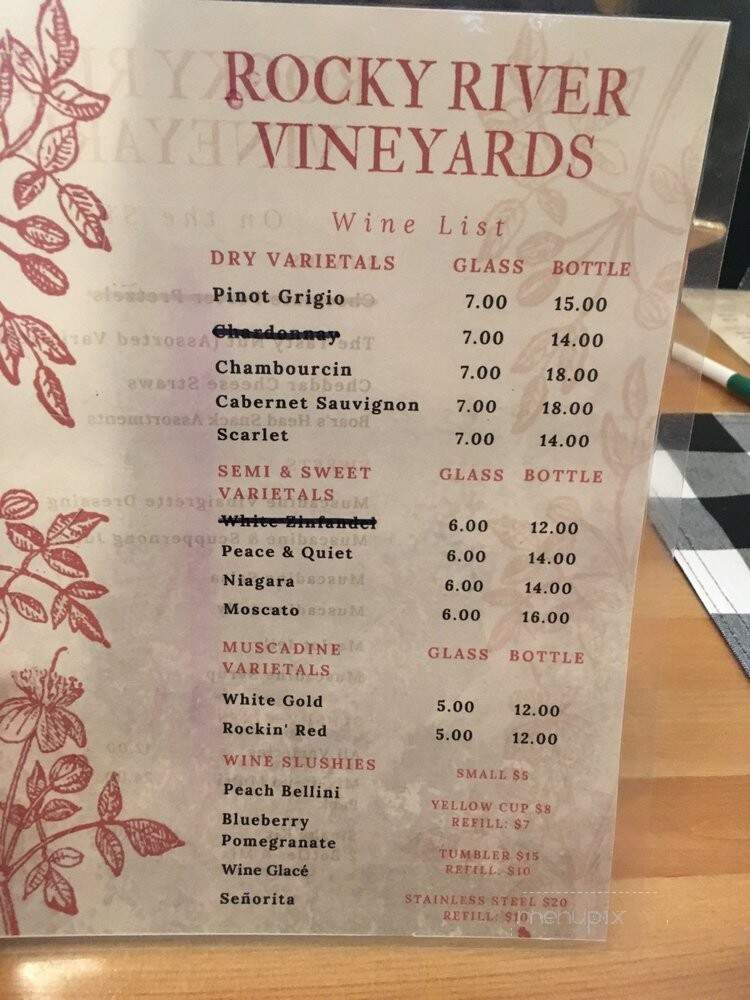 ROCKY RIVER
VINEYARDS
Wine List
DRY VARIETALS GLASS BOTTLE
Pinot Grigio 7.00 15.00
Chardonnay 7.00 14.00
Chambourcin 7.00 18.00
Cabernet Sauvignon 7.00 18.00
Scarlet 7.00 14.00
SEMI & SWEET GLASS BOTTLE
VARIETALS
White Zinfandel 6.00 12.00
Peace & Quiet 6.00 14.00
Niagara 6.00 14.00
Moscato 6.00 16.00
MUSCADINE GLASS BOTTLE
VARIETALS
White Gold 5.00 12.00
Rockin' Red 5.00 12.00
WINE SLUSHIES
SMALL $5
Peach Bellini
YELLOW CUP $8
Blueberry REFILL: $7
Pomegranate
TUMBLER $15
Wine Glacé REFILL. $10
Señorita STAINLESS STEEL $20
REFILL: $10
menupix